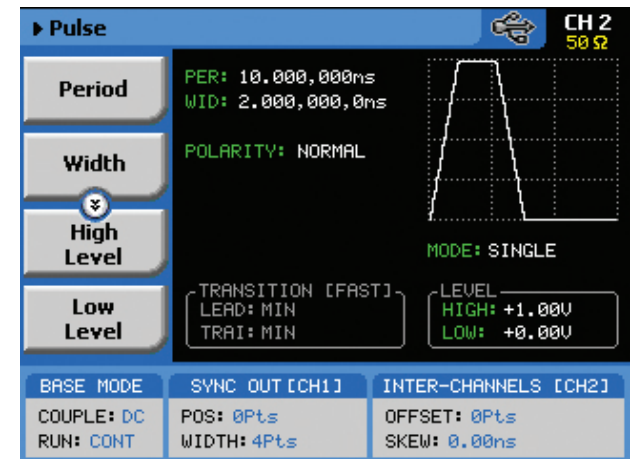 Pulse
CH 2
50 Ω
Period
Width
High
Level
Low
Level
PER: 10.000,000ms
WID: 2.000,000,0ms
POLARITY: NORMAL
MODE: SINGLE
TRANSITION [FAST]
LEAD: MIN
TRAI: MIN
LEVEL
HIGH: +1.00V
LOW: +0.00V
BASE MODE
COUPLE: DC
RUN: CONT
SYNC OUT [CH1]
POS: 0Pts
WIDTH: 4Pts
INTER-CHANNELS [CH2]
OFFSET: 0Pts
SKEW: 0.00ns